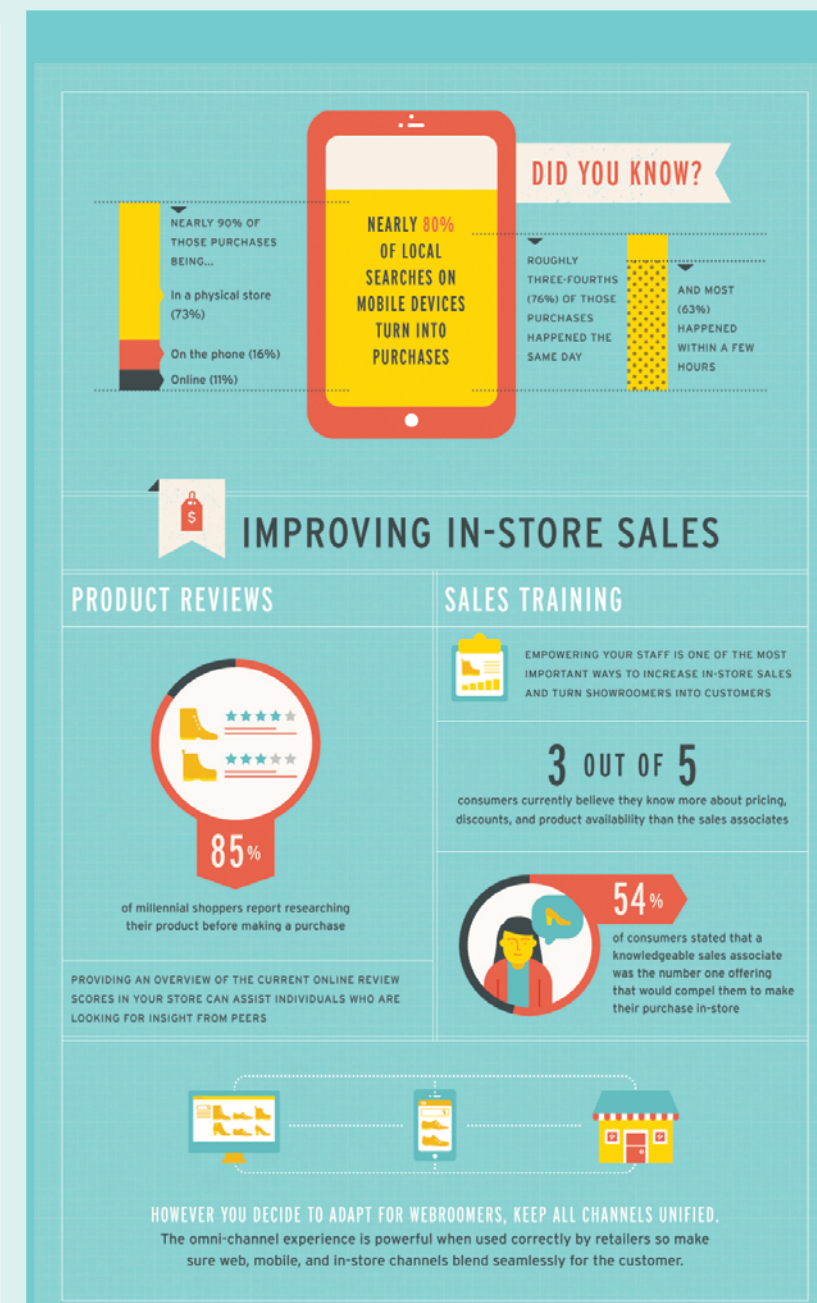 DID YOU KNOW?
NEARLY 90% OF
THOSE PURCHASES
BEING...
In a physical store
(73%)
On the phone (16%)
Online (11%)
NEARLY 80%
OF LOCAL
SEARCHES ON
MOBILE DEVICES
TURN INTO
PURCHASES
ROUGHLY
THREE-FOURTHS
(76%) OF THOSE
PURCHASES
HAPPENED THE
SAME DAY
AND MOST
(63%)
HAPPENED
WITHIN A FEW
HOURS
$
IMPROVING IN-STORE SALES
PRODUCT REVIEWS
85%
of millennial shoppers report researching
their product before making a purchase
PROVIDING AN OVERVIEW OF THE CURRENT ONLINE REVIEW
SCORES IN YOUR STORE CAN ASSIST INDIVIDUALS WHO ARE
LOOKING FOR INSIGHT FROM PEERS
SALES TRAINING
EMPOWERING YOUR STAFF IS ONE OF THE MOST
IMPORTANT WAYS TO INCREASE IN-STORE SALES
AND TURN SHOWROOMERS INTO CUSTOMERS
3 OUT OF 5
consumers currently believe they know more about pricing,
discounts, and product availability than the sales associates
54%
of consumers stated that a
knowledgeable sales associate
was the number one offering
that would compel them to make
their purchase in-store
HOWEVER YOU DECIDE TO ADAPT FOR WEBROOMERS, KEEP ALL CHANNELS UNIFIED.
The omni-channel experience is powerful when used correctly by retailers so make
sure web, mobile, and in-store channels blend seamlessly for the customer.